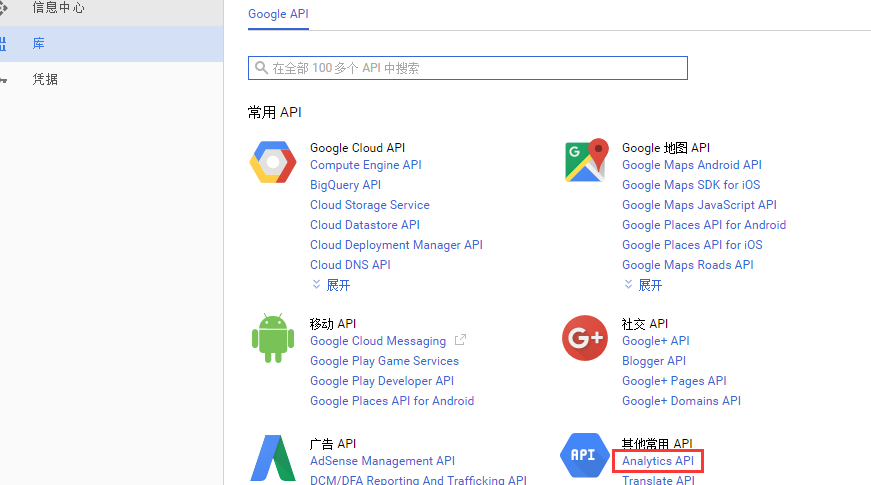 信息中心
库
凭据
Google API
在全部 100 多个 API 中搜索
常用 API
Google Cloud API
Compute Engine API
BigQuery API
Cloud Storage Service
Cloud Datastore API
Cloud Deployment Manager API
Cloud DNS API
展开
G
Google 地图 API
Google Maps Android API
Google Maps SDK for iOS
Google Maps JavaScript API
Google Places API for Android
Google Places API for iOS
Google Maps Roads API
展开
移动 API
Google Cloud Messaging
Google Play Game Services
Google Play Developer API
Google Places API for Android
G+
社交 API
Google+ API
Blogger API
Google+ Pages API
Google+ Domains API
广告 API
AdSense Management API
DCM/DFA Reporting And Trafficking API
API
其他常用 API
Analytics API
Translate API